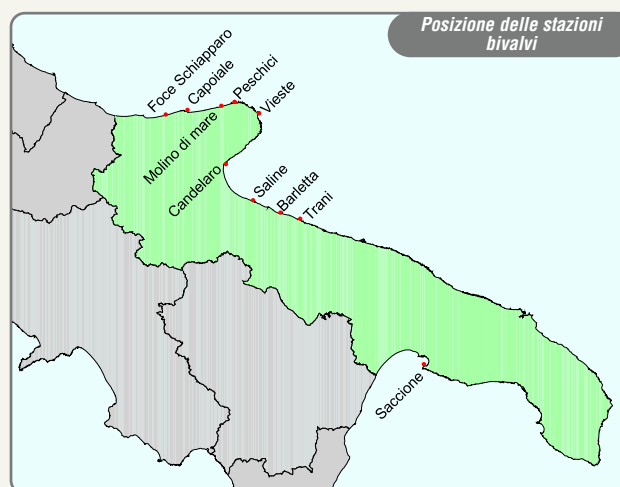 Posizione delle stazioni
bivalvi
Foce Schiapparo
Capoiale
Molino di mare
Peschici
Vieste
Candelaro
Saline
Barletta
Trani
Saccione